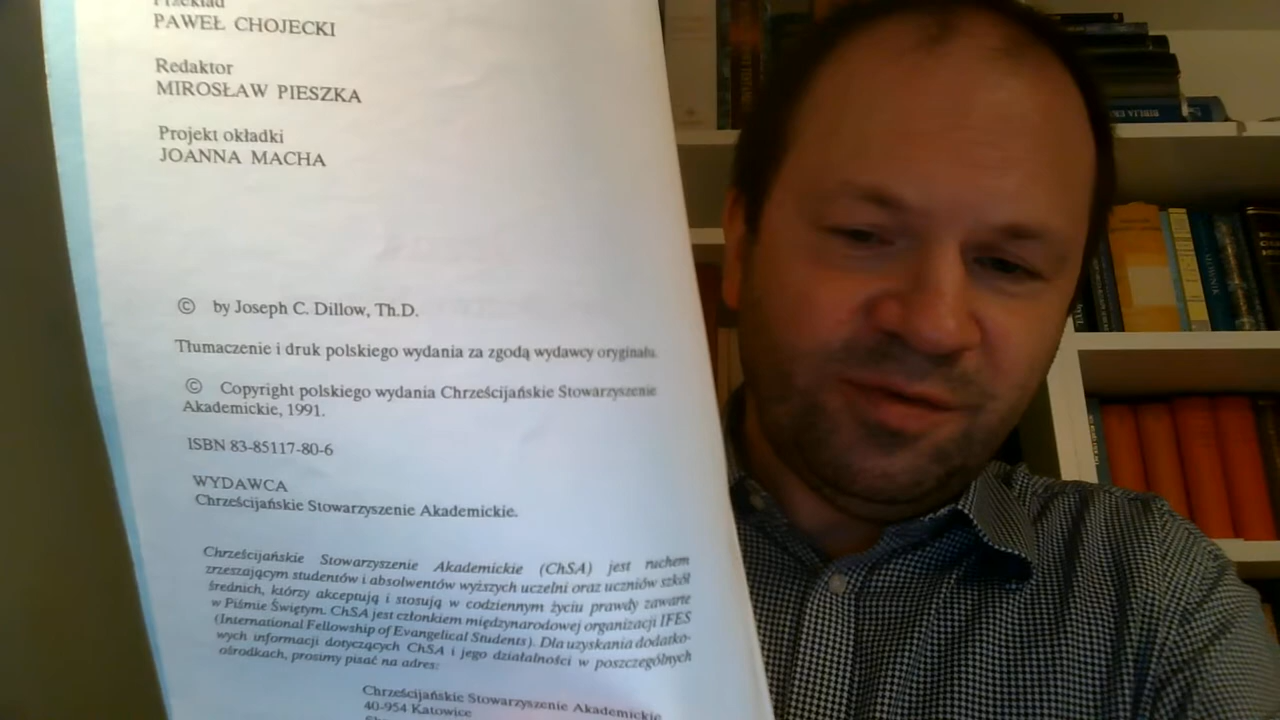 Przekład
PAWEŁ CHOJECKI
Redaktor
MIROSŁAW PIESZKA
Projekt okładki
JOANNA MACHA
© by Joseph C. Dillow, Th.D.
Tłumaczenie i druk polskiego wydania za zgodą wydawcy oryginału.
© Copyright polskiego wydania Chrześcijańskie Stowarzyszenie
Akademickie, 1991.
ISBN 83-85117-80-6
WYDAWCA
Chrześcijańskie Stowarzyszenie Akademickie.
Chrześcijańskie Stowarzyszenie Akademickie (ChSA) jest ruchem
zrzeszającym studentów i absolwentów wyższych uczelni oraz uczniów szkół
średnich, którzy akceptują i stosują w codziennym życiu prawdy zawarte
w Piśmie Świętym. ChSA jest członkiem międzynarodowej organizacji IFES
(International Fellowship of Evangelical Students). Dla uzyskania dodatko-
wych informacji dotyczących ChSA i jego działalności w poszczególnych
ośrodkach, prosimy pisać na adres:
Chrześcijańskie Stowarzyszenie Akademickie
40-954 Katowice
SŁOWNIK